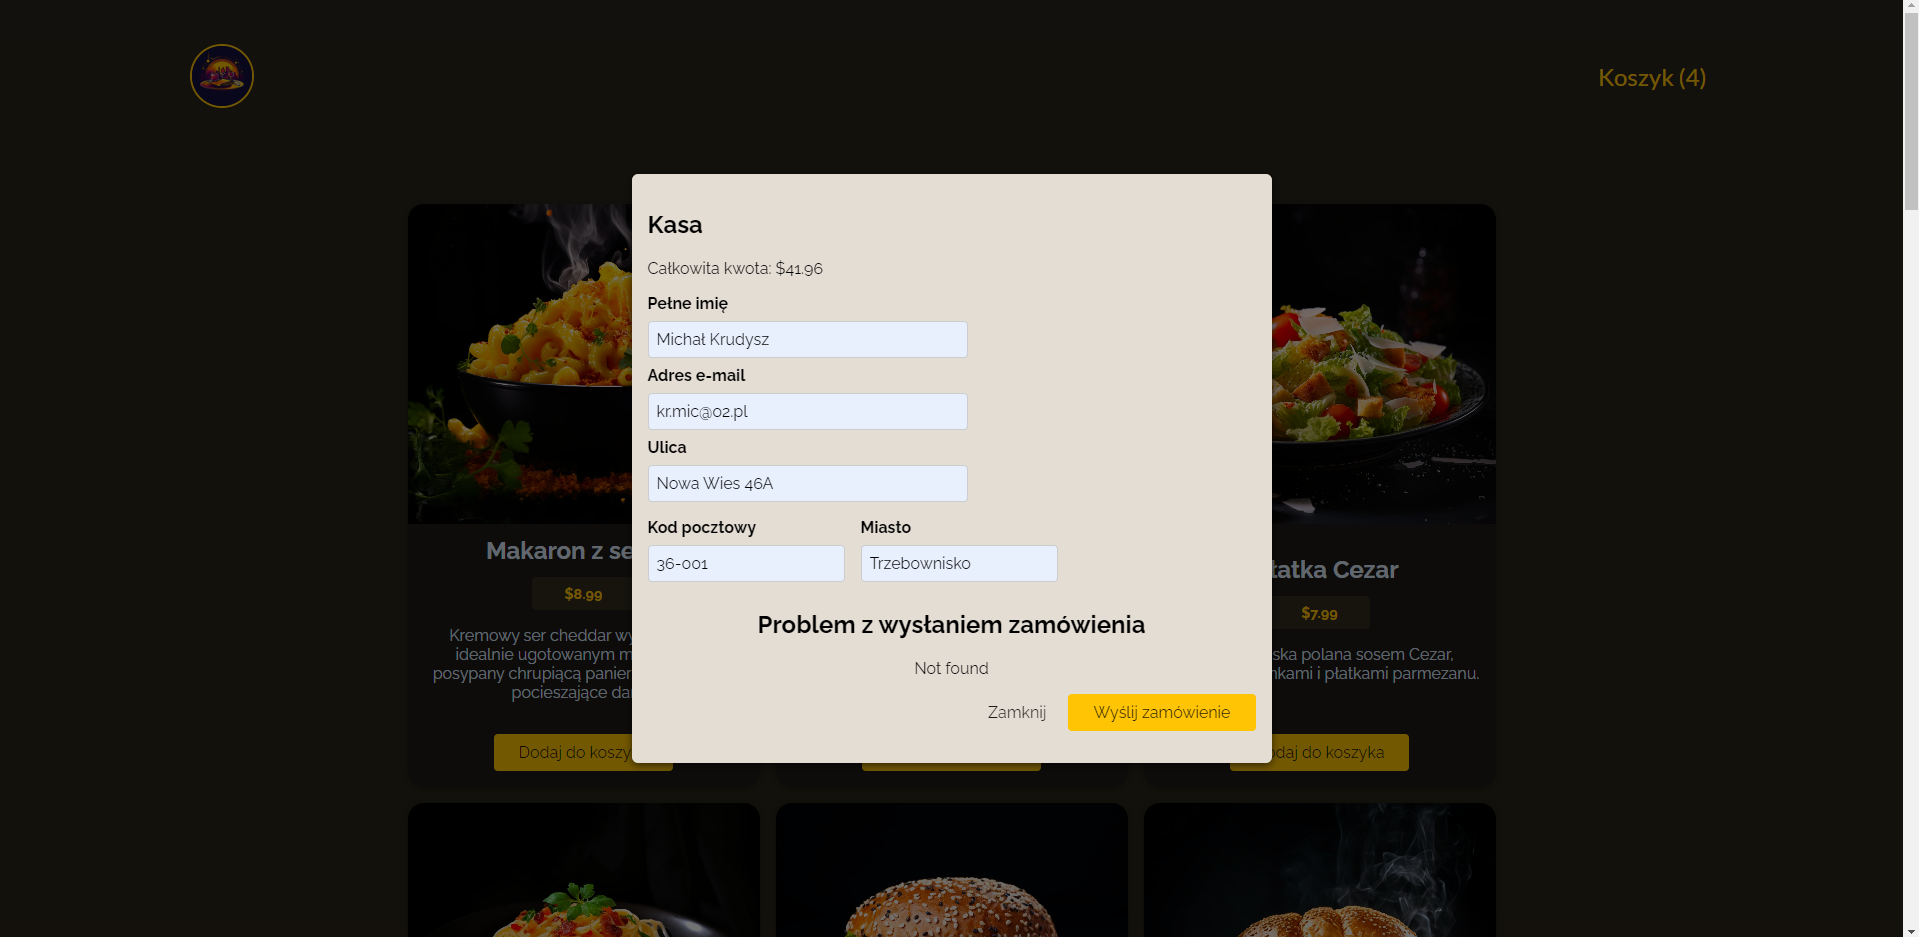 Koszyk (4)
Kasa
Całkowita kwota: $41.96
Pełne imię
Michał Krudysz
Adres e-mail
kr.mic@o2.pl
Ulica
Nowa Wies 46A
Kod pocztowy
Miasto
36-001
Trzebownisko
Problem z wysłaniem zamówienia
Not found
Zamknij
Wyślij zamówienie
Makaron z se
$8.99
Kremowy ser cheddar wy
idealnie ugotowanym m
posypany chrupiącą panier
pocieszające da
Dodaj do koszy
łatka Cezar
$7.99
ska polana sosem Cezar,
nkami i płatkami parmezanu.
odaj do koszyka